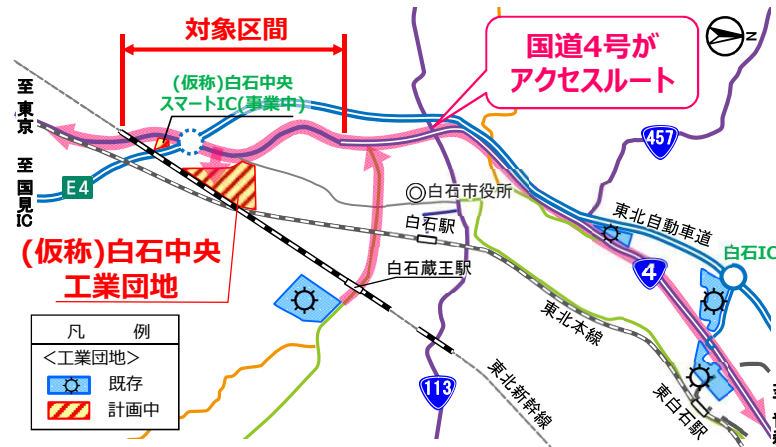 対象区間
国道4号が
アクセスルート
N
(仮称)白石中央
スマートIC(事業中)
至 東京
至 国見IC
E4
457
◎白石市役所
東北自動車道
白石駅
白石IC
(仮称)白石中央
工業団地
白石蔵王駅
4
東北本線
凡 例
<工業団地>
既存
計画中
113
東北新幹線
東白石駅
至